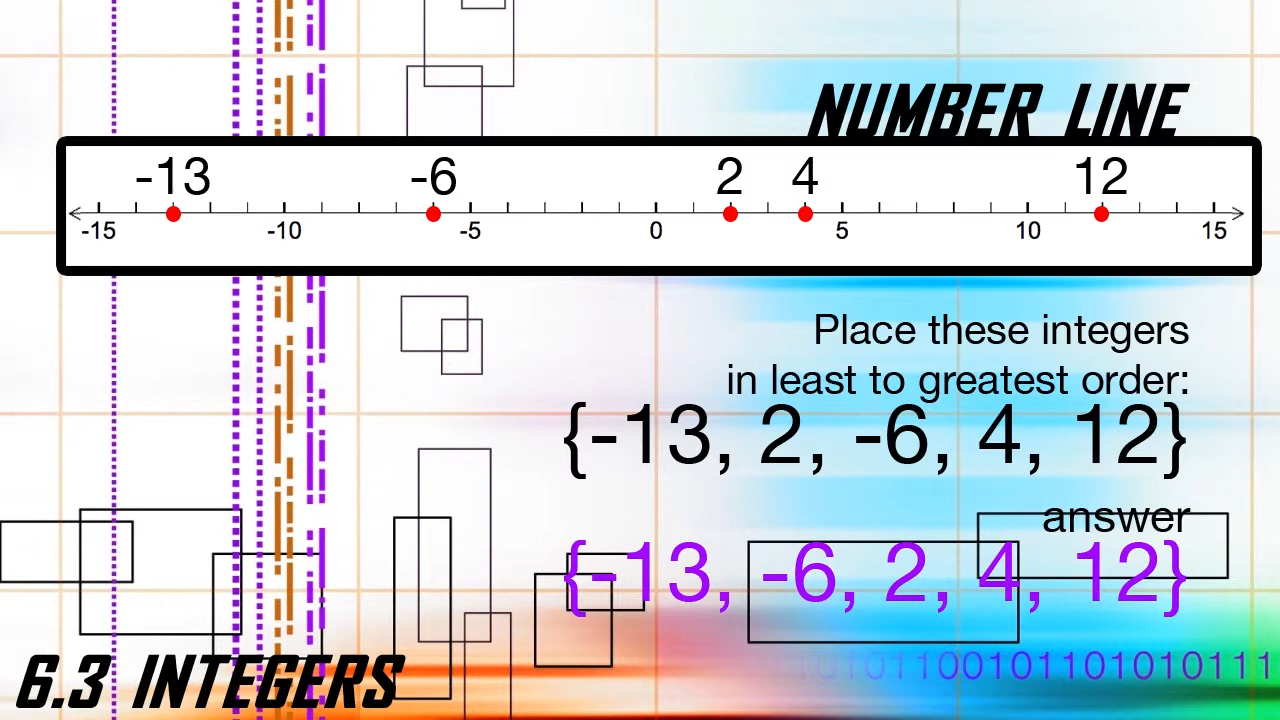 NUMBER LINE
-13 -6 2 4 12
-15 -10 -5 0 5 10 15
Place these integers
in least to greatest order:
{-13, 2, -6, 4, 12}
answer
{-13, -6, 2, 4, 12}
6.3 INTEGERS